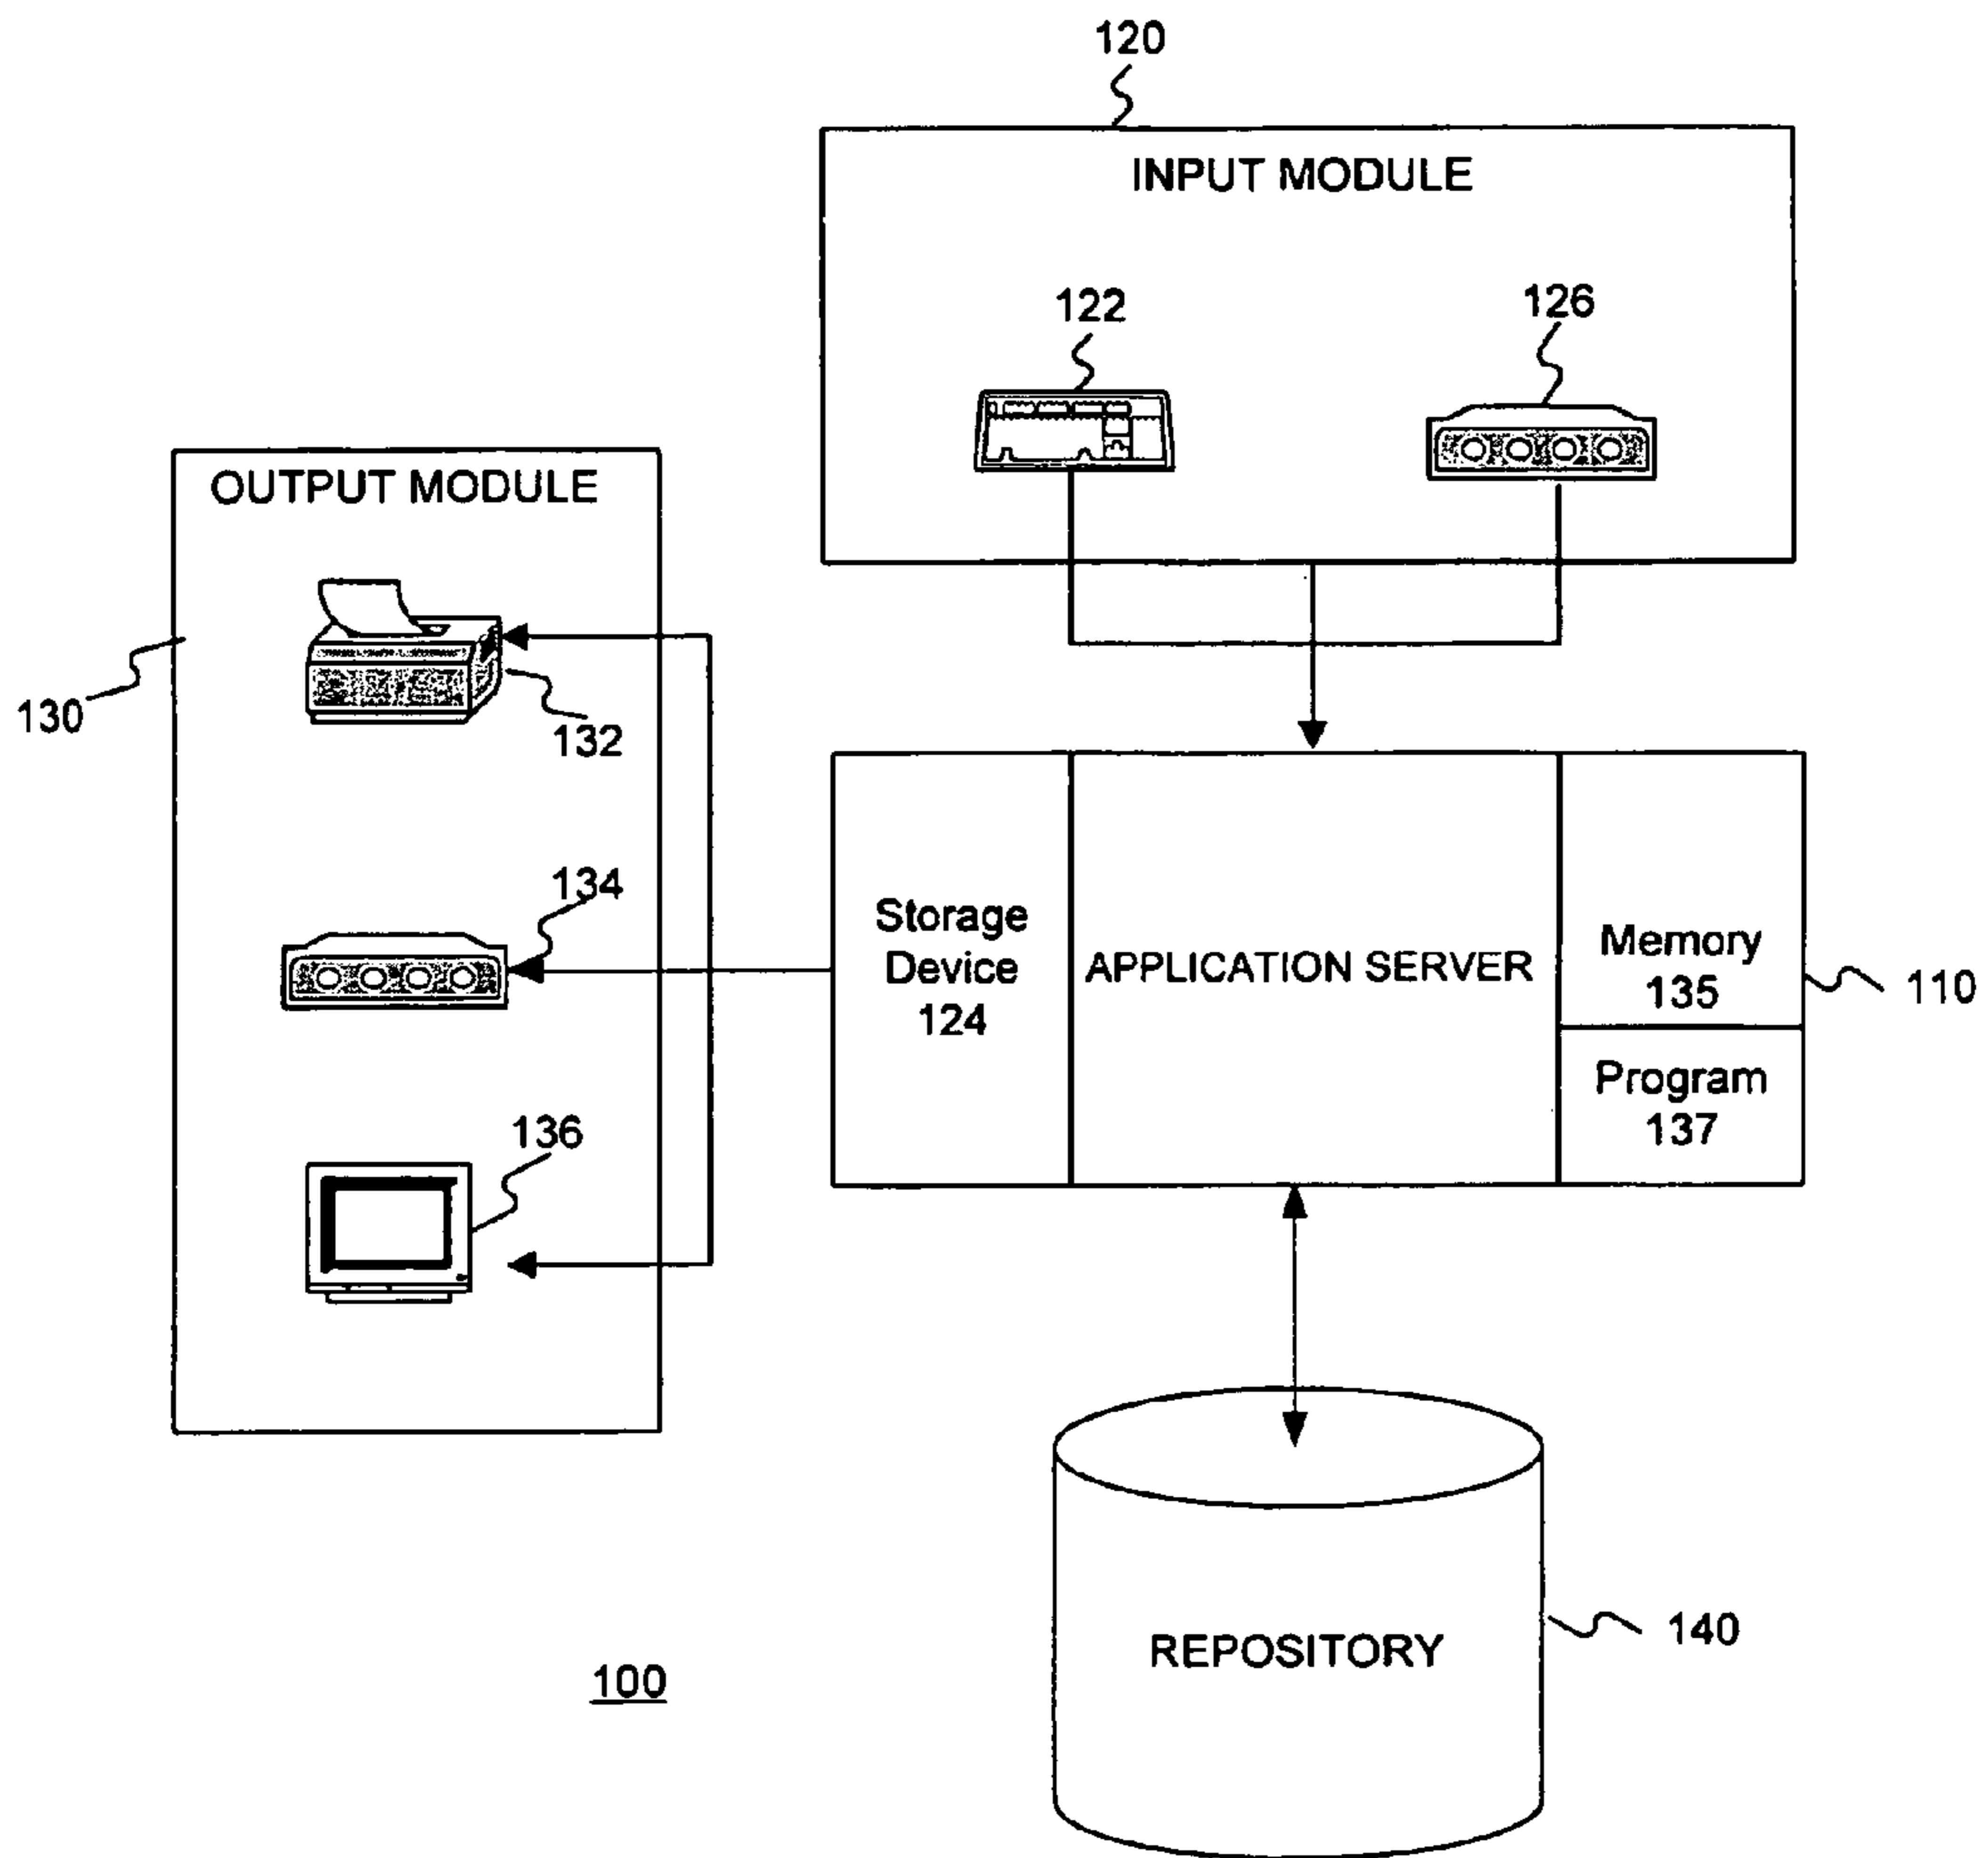 120
INPUT MODULE
122
126
OUTPUT MODULE
130
132
134
136
Storage
Device
124
APPLICATION SERVER
Memory
135
Program
137
110
REPOSITORY
140
100